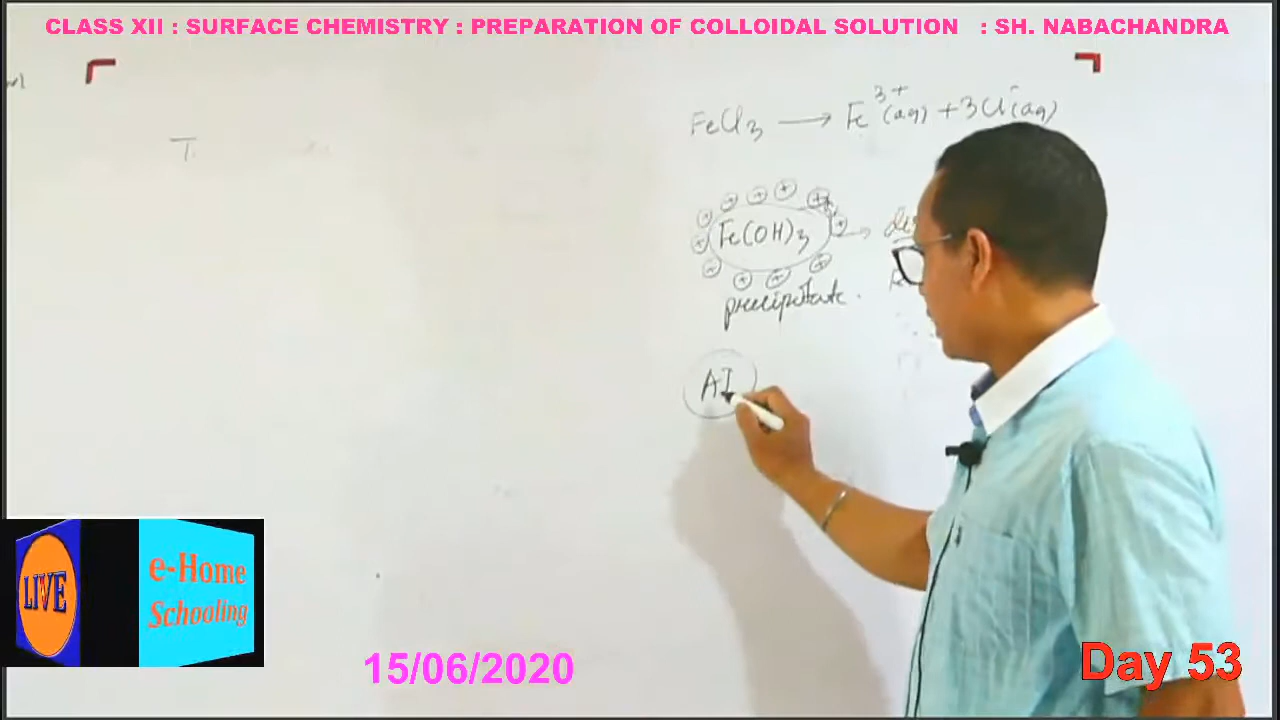 CLASS XII : SURFACE CHEMISTRY : PREPARATION OF COLLOIDAL SOLUTION : SH. NABACHANDRA
FeCl3 → Fe3+(aq) + 3Cl-(aq)
T
+ + + + + + + + + + + +
Fe(OH)3 →
precipitate.
AI
LIVE
e-Home
Schooling
15/06/2020
Day 53